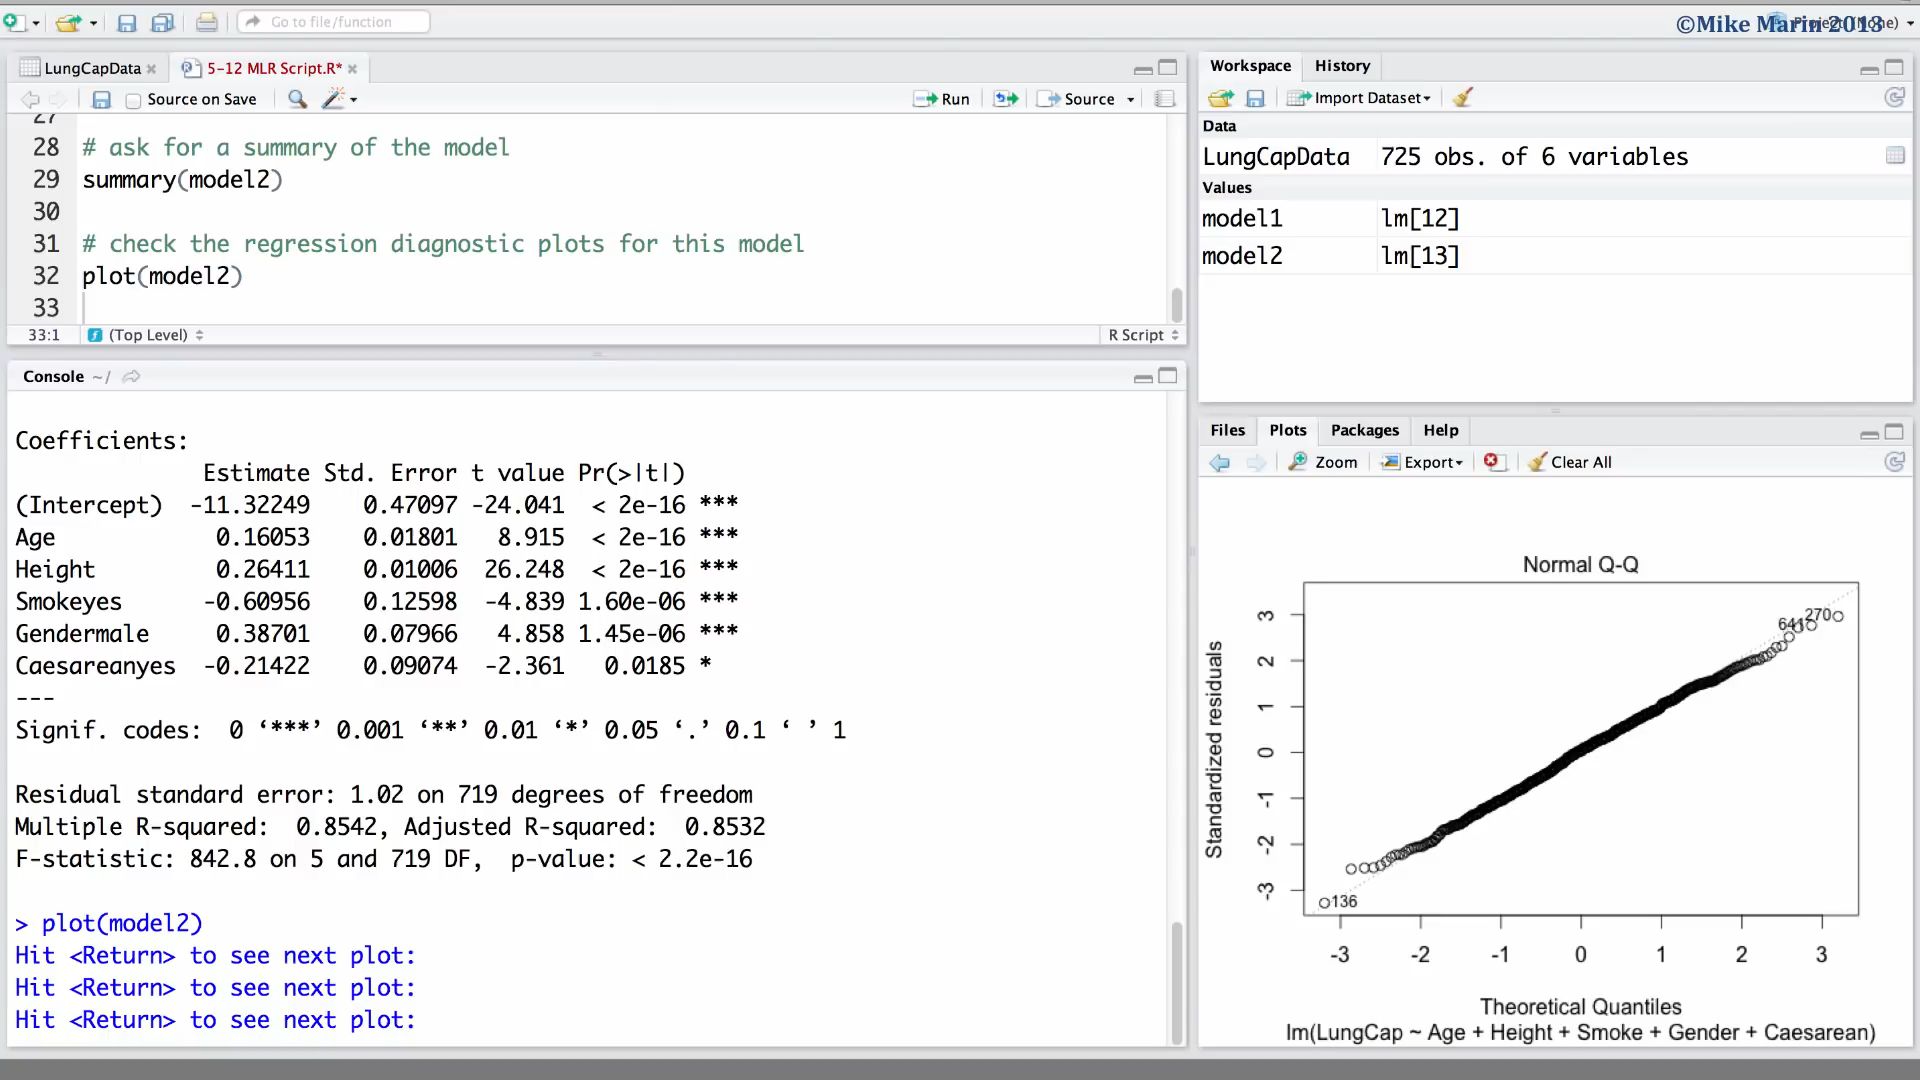 Go to file/function
©Mike Marin 2013
LungCapData
5-12 MLR Script.R*
Source on Save
Run
Source
27
28 # ask for a summary of the model
29 summary(model2)
30
31 # check the regression diagnostic plots for this model
32 plot(model2)
33
33:1 (Top Level)
R Script
Console ~/
Coefficients:
Estimate Std. Error t value Pr(>|t|)
(Intercept) -11.32249 0.47097 -24.041 < 2e-16 ***
Age 0.16053 0.01801 8.915 < 2e-16 ***
Height 0.26411 0.01006 26.248 < 2e-16 ***
Smokeyes -0.60956 0.12598 -4.839 1.60e-06 ***
Gendermale 0.38701 0.07966 4.858 1.45e-06 ***
Caesareanyes -0.21422 0.09074 -2.361 0.0185 *
---
Signif. codes: 0 ‘***’ 0.001 ‘**’ 0.01 ‘*’ 0.05 ‘.’ 0.1 ‘ ’ 1
Residual standard error: 1.02 on 719 degrees of freedom
Multiple R-squared: 0.8542, Adjusted R-squared: 0.8532
F-statistic: 842.8 on 5 and 719 DF, p-value: < 2.2e-16
> plot(model2)
Hit <Return> to see next plot:
Hit <Return> to see next plot:
Hit <Return> to see next plot:
Workspace History
Import Dataset
Data
LungCapData 725 obs. of 6 variables
Values
model1 lm[12]
model2 lm[13]
Files Plots Packages Help
Zoom Export Clear All
Normal Q-Q
Standardized residuals
3
2
1
0
-1
-2
-3
270
641
136
-3 -2 -1 0 1 2 3
Theoretical Quantiles
lm(LungCap ~ Age + Height + Smoke + Gender + Caesarean)